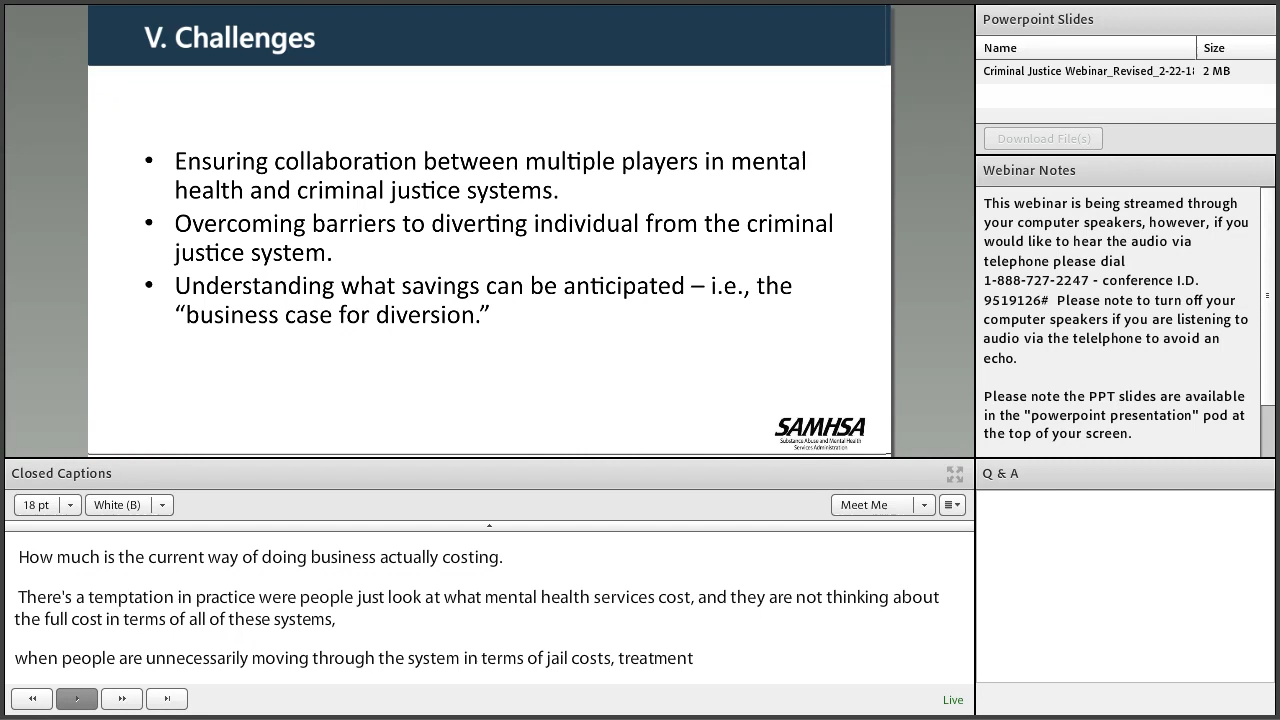 V. Challenges
• Ensuring collaboration between multiple players in mental
health and criminal justice systems.
• Overcoming barriers to diverting individual from the criminal
justice system.
• Understanding what savings can be anticipated – i.e., the
“business case for diversion.”
SAMHSA
Substance Abuse and Mental Health
Services Administration
Powerpoint Slides
Name Size
Criminal Justice Webinar_Revised_2-22-18 2 MB
Download File(s)
Webinar Notes
This webinar is being streamed through
your computer speakers, however, if you
would like to hear the audio via
telephone please dial
1-888-727-2247 - conference I.D.
9519126# Please note to turn off your
computer speakers if you are listening to
audio via the telelphone to avoid an
echo.
Please note the PPT slides are available
in the "powerpoint presentation" pod at
the top of your screen.
Closed Captions
18 pt White (B) Meet Me
How much is the current way of doing business actually costing.
There's a temptation in practice were people just look at what mental health services cost, and they are not thinking about
the full cost in terms of all of these systems,
when people are unnecessarily moving through the system in terms of jail costs, treatment
Live
Q & A